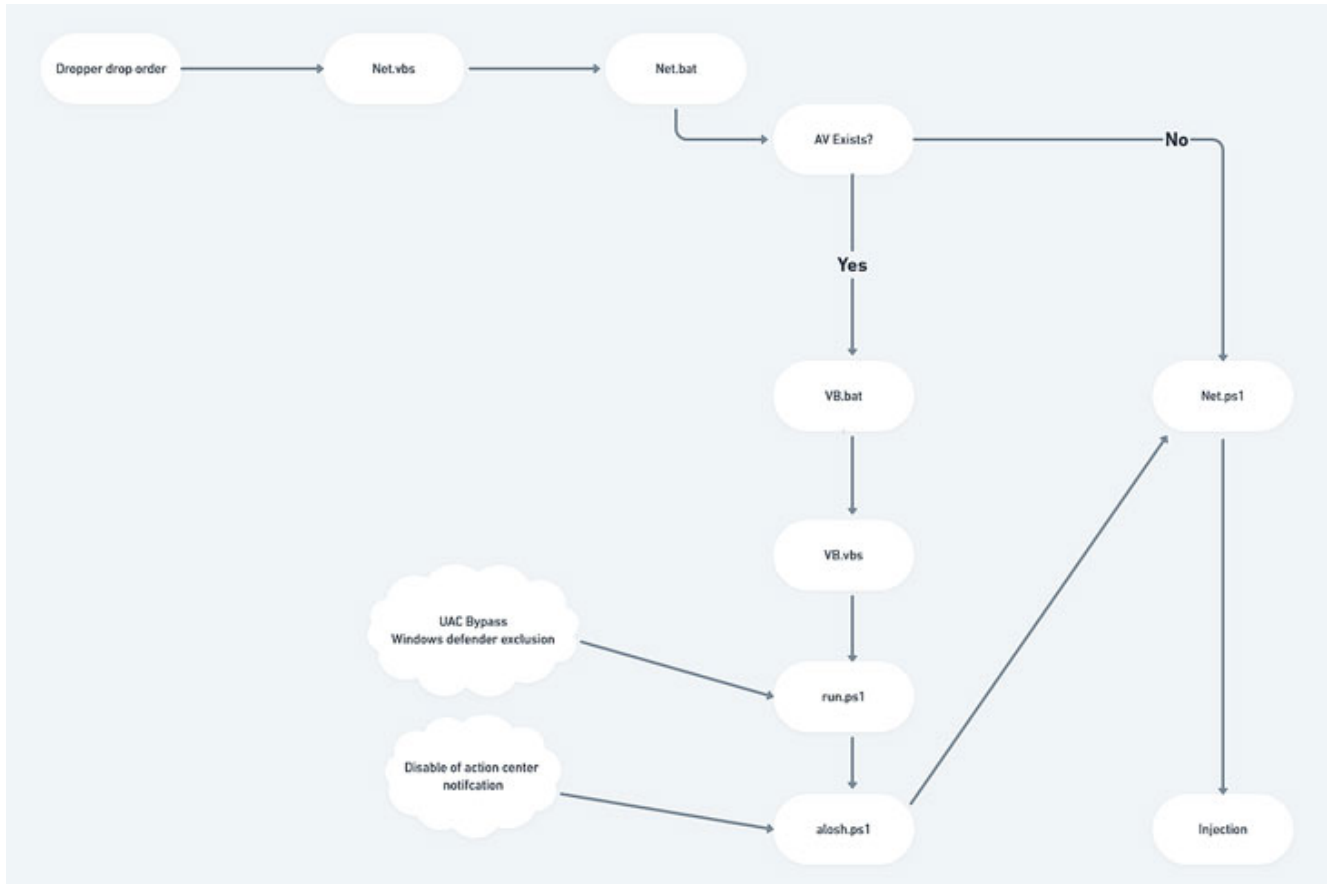 Dropper drop order
Net.vbs
Net.bat
AV Exists?
No
Yes
VB.bat
Net.ps1
VB.vbs
UAC Bypass
Windows defender exclusion
run.ps1
Disable of action center
notifcation
alosh.ps1
Injection